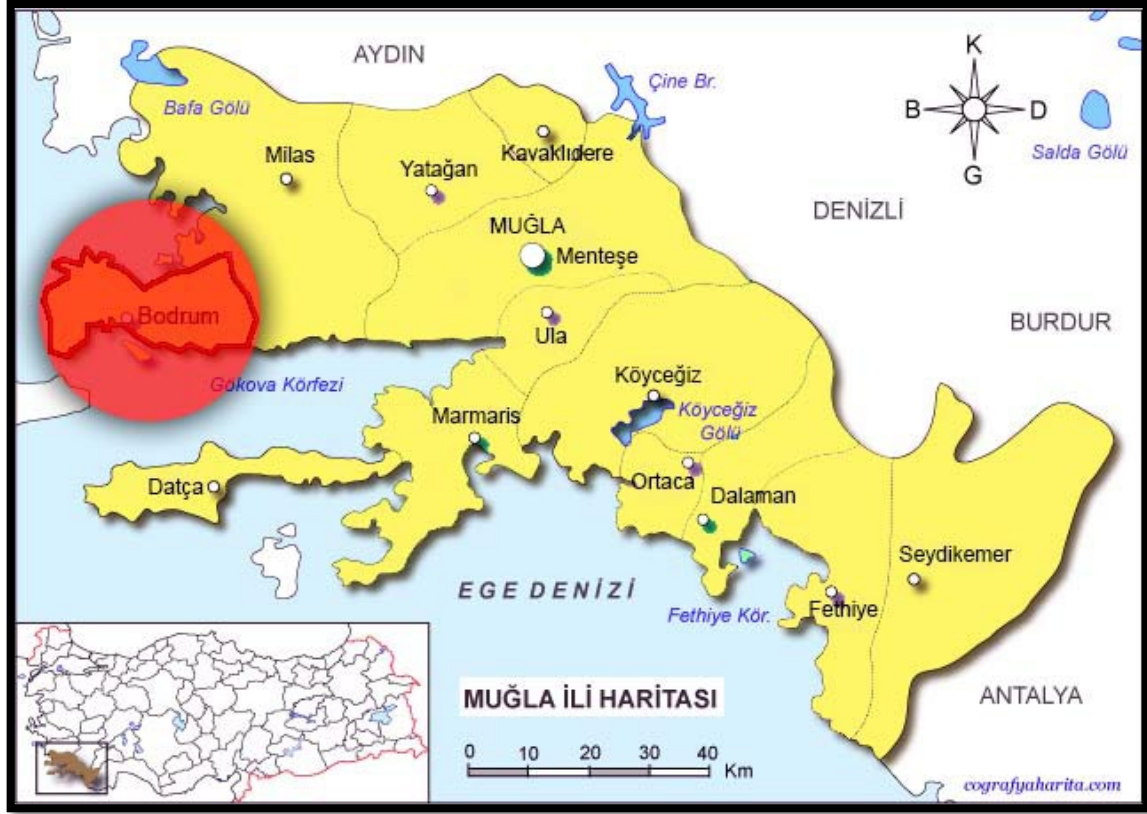 AYDIN
Çine Br.
K
B
D
G
Bafa Gölü
Salda Gölü
Milas
Yatağan
Kavaklıdere
DENİZLİ
MUĞLA
Menteşe
Bodrum
Ula
BURDUR
Gökova Körfezi
Köyceğiz
Köyceğiz
Gölü
Marmaris
Datça
Ortaca
Dalaman
Seydikemer
EGE DENİZİ
Fethiye Kör.
Fethiye
MUĞLA İLİ HARİTASI
ANTALYA
0 10 20 30 40
Km
cografyaharita.com